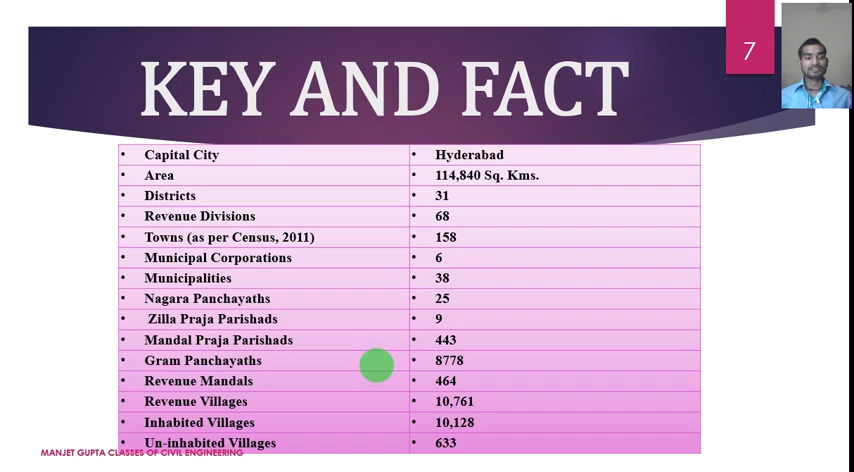 7
KEY AND FACT
• Capital City • Hyderabad
• Area • 114,840 Sq. Kms.
• Districts • 31
• Revenue Divisions • 68
• Towns (as per Census, 2011) • 158
• Municipal Corporations • 6
• Municipalities • 38
• Nagara Panchayaths • 25
• Zilla Praja Parishads • 9
• Mandal Praja Parishads • 443
• Gram Panchayaths • 8778
• Revenue Mandals • 464
• Revenue Villages • 10,761
• Inhabited Villages • 10,128
• Un-inhabited Villages • 633
MANJET GUPTA CLASSES OF CIVIL ENGINEERING